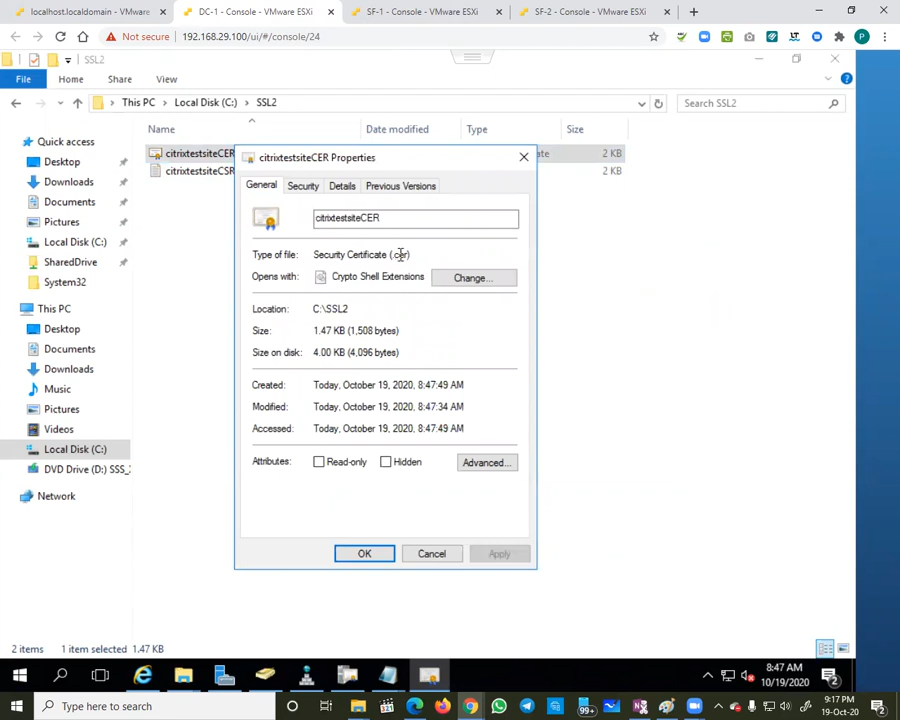 localhost.localdomain - VMware
DC-1 - Console - VMware ESXi
SF-1 - Console - VMware ESXi
SF-2 - Console - VMware ESXi
Not secure
192.168.29.100/ui/#/console/24
P
SSL2
File
Home
Share
View
This PC
Local Disk (C:)
SSL2
Search SSL2
Name
Date modified
Type
Size
Quick access
Desktop
Downloads
Documents
Pictures
Local Disk (C:)
SharedDrive
System32
This PC
Desktop
Documents
Downloads
Music
Pictures
Videos
Local Disk (C:)
DVD Drive (D:) SSS_
Network
citrixtestsiteCER
2 KB
citrixtestsiteCSR
2 KB
citrixtestsiteCER Properties
General
Security
Details
Previous Versions
citrixtestsiteCER
Type of file:
Security Certificate (.cer)
Opens with:
Crypto Shell Extensions
Change...
Location:
C:\SSL2
Size:
1.47 KB (1,508 bytes)
Size on disk:
4.00 KB (4,096 bytes)
Created:
Today, October 19, 2020, 8:47:49 AM
Modified:
Today, October 19, 2020, 8:47:34 AM
Accessed:
Today, October 19, 2020, 8:47:49 AM
Attributes:
Read-only
Hidden
Advanced...
OK
Cancel
Apply
2 items
1 item selected
1.47 KB
8:47 AM
10/19/2020
2
Type here to search
99+
9:17 PM
19-Oct-20
2